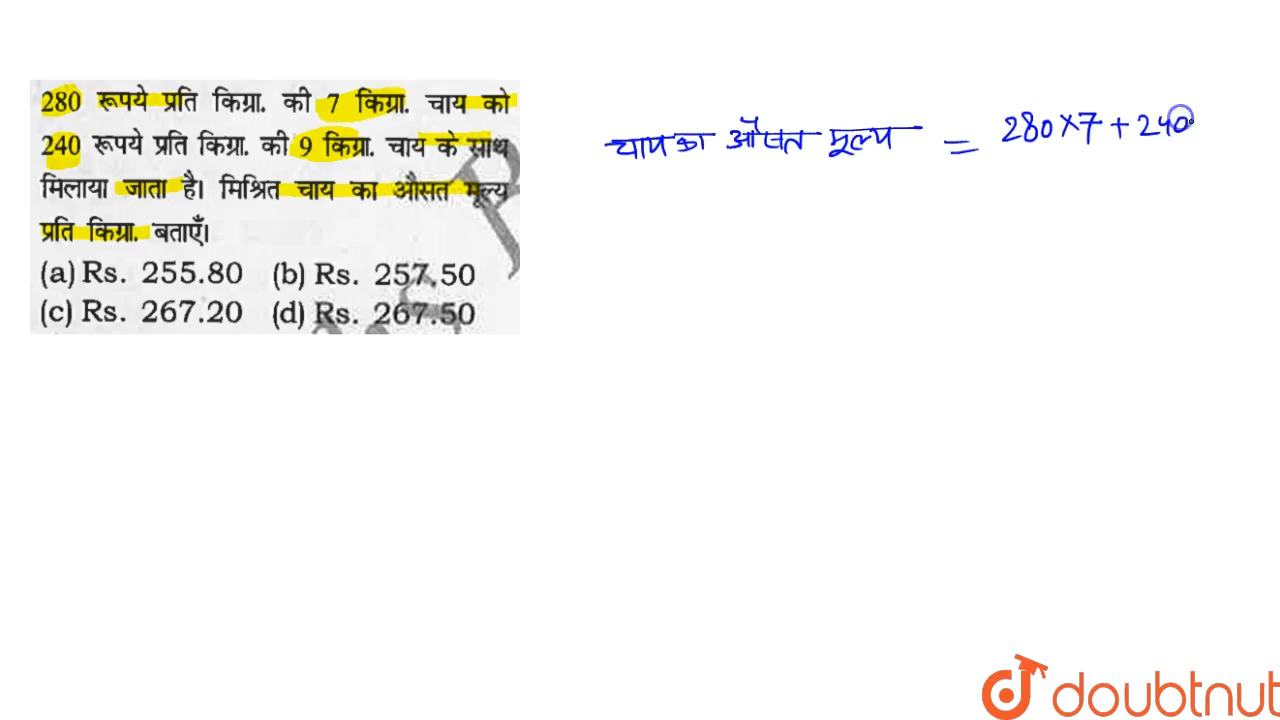 280 रूपये प्रति किग्रा. की 7 किग्रा. चाय को
240 रूपये प्रति किग्रा. की 9 किग्रा. चाय के साथ
मिलाया जाता है। मिश्रित चाय का औसत मूल्य
प्रति किग्रा. बताएँ।
(a) Rs. 255.80 (b) Rs. 257.50
(c) Rs. 267.20 (d) Rs. 267.50
चाय का औसत मूल्य = 280×7+240
doubtnut